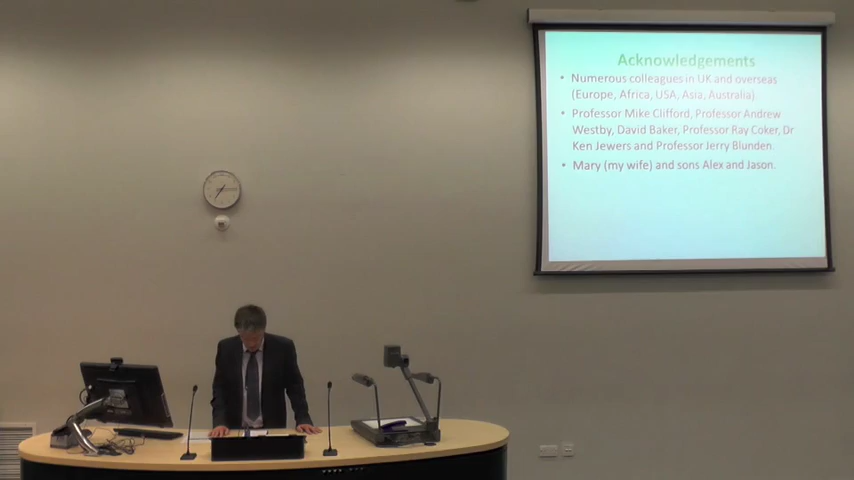 Acknowledgements
• Numerous colleagues in UK and overseas
(Europe, Africa, USA, Asia, Australia).
• Professor Mike Clifford, Professor Andrew
Westby, David Baker, Professor Ray Coker, Dr
Ken Jewers and Professor Jerry Blunden.
• Mary (my wife) and sons Alex and Jason.